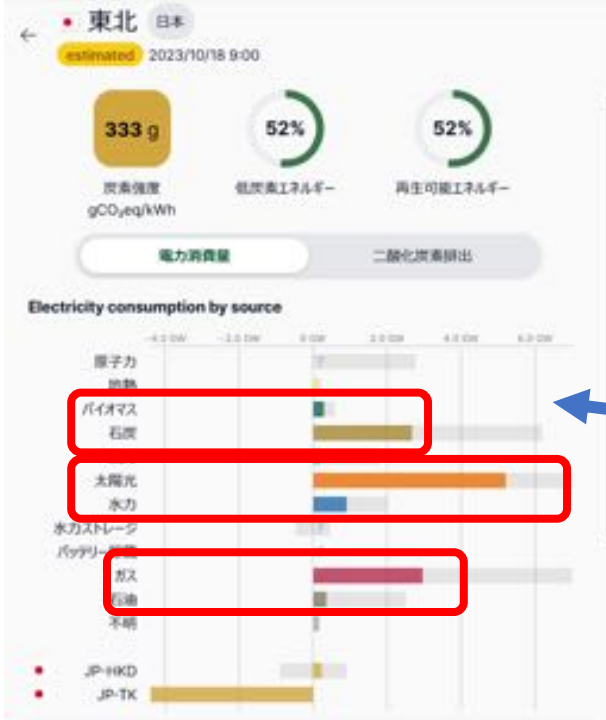 ←
東北 日本
estimated 2023/10/18 9:00
333 g
52%
52%
炭素強度
gCO₂eq/kWh
低炭素エネルギー
再生可能エネルギー
電力消費量
二酸化炭素排出
Electricity consumption by source
原子力
地熱
バイオマス
石炭
太陽光
水力
水力ストレージ
ガス
石油
不明
JP-HKD
JP-TK